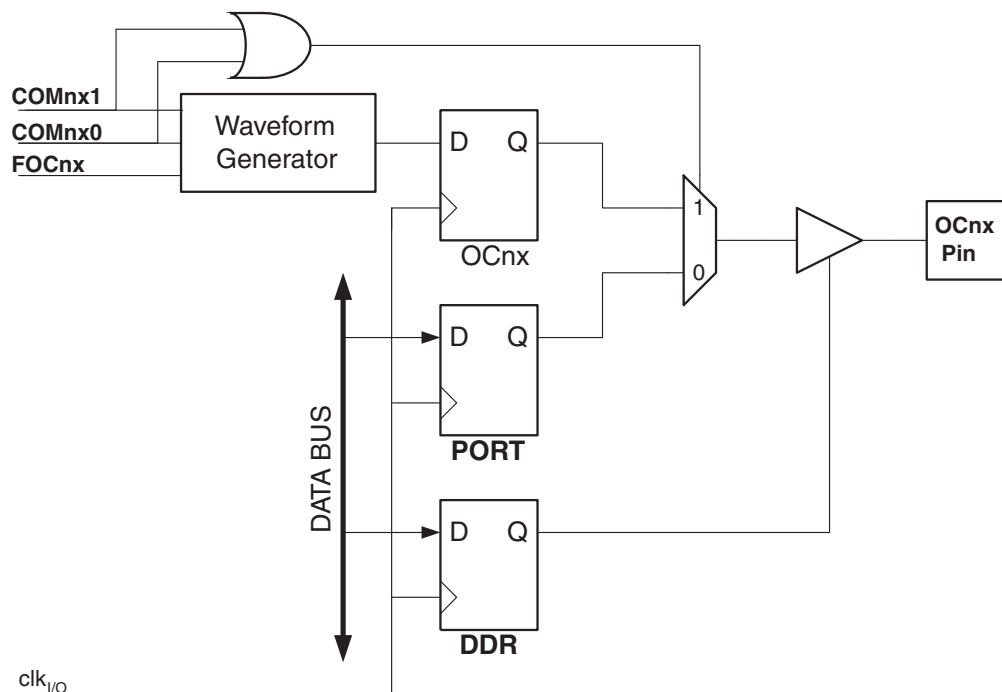 COMnx1
COMnx0
FOCnx
Waveform
Generator
D Q
OCnx
1
0
OCnx
Pin
D Q
PORT
DATA BUS
D Q
DDR
clkI/O